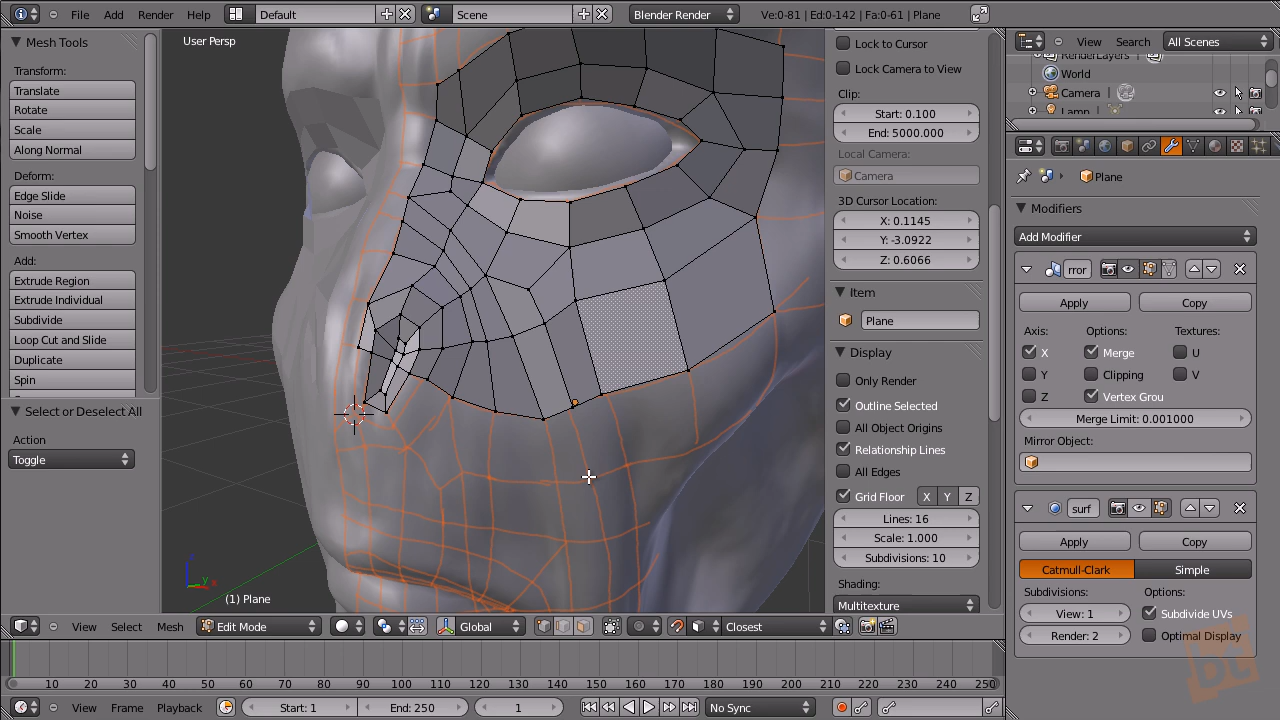 File Add Render Help Default Scene Blender Render Ve:0-81 | Ed:0-142 | Fa:0-61 | Plane
Mesh Tools
Transform:
Translate
Rotate
Scale
Along Normal
Deform:
Edge Slide
Noise
Smooth Vertex
Add:
Extrude Region
Extrude Individual
Subdivide
Loop Cut and Slide
Duplicate
Spin
Select or Deselect All
Action
Toggle
User Persp
(1) Plane
z
y
x
Lock to Cursor
Lock Camera to View
Clip:
Start: 0.100
End: 5000.000
Local Camera:
Camera
3D Cursor Location:
X: 0.1145
Y: -3.0922
Z: 0.6066
Item
Plane
Display
Only Render
Outline Selected
All Object Origins
Relationship Lines
All Edges
Grid Floor X Y Z
Lines: 16
Scale: 1.000
Subdivisions: 10
Shading:
Multitexture
View Select Mesh Edit Mode Global Closest
0 10 20 30 40 50 60 70 80 90 100 110 120 130 140 150 160 170 180 190 200 210 220 230 240 250
View Frame Playback Start: 1 End: 250 1 No Sync
View Search All Scenes
RenderLayers
World
Camera
Lamp
Plane
Modifiers
Add Modifier
rror
Apply Copy
Axis: Options: Textures:
X Merge U
Y Clipping V
Z Vertex Grou
Merge Limit: 0.001000
Mirror Object:
surf
Apply Copy
Catmull-Clark Simple
Subdivisions: Options:
View: 1 Subdivide UVs
Render: 2 Optimal Display